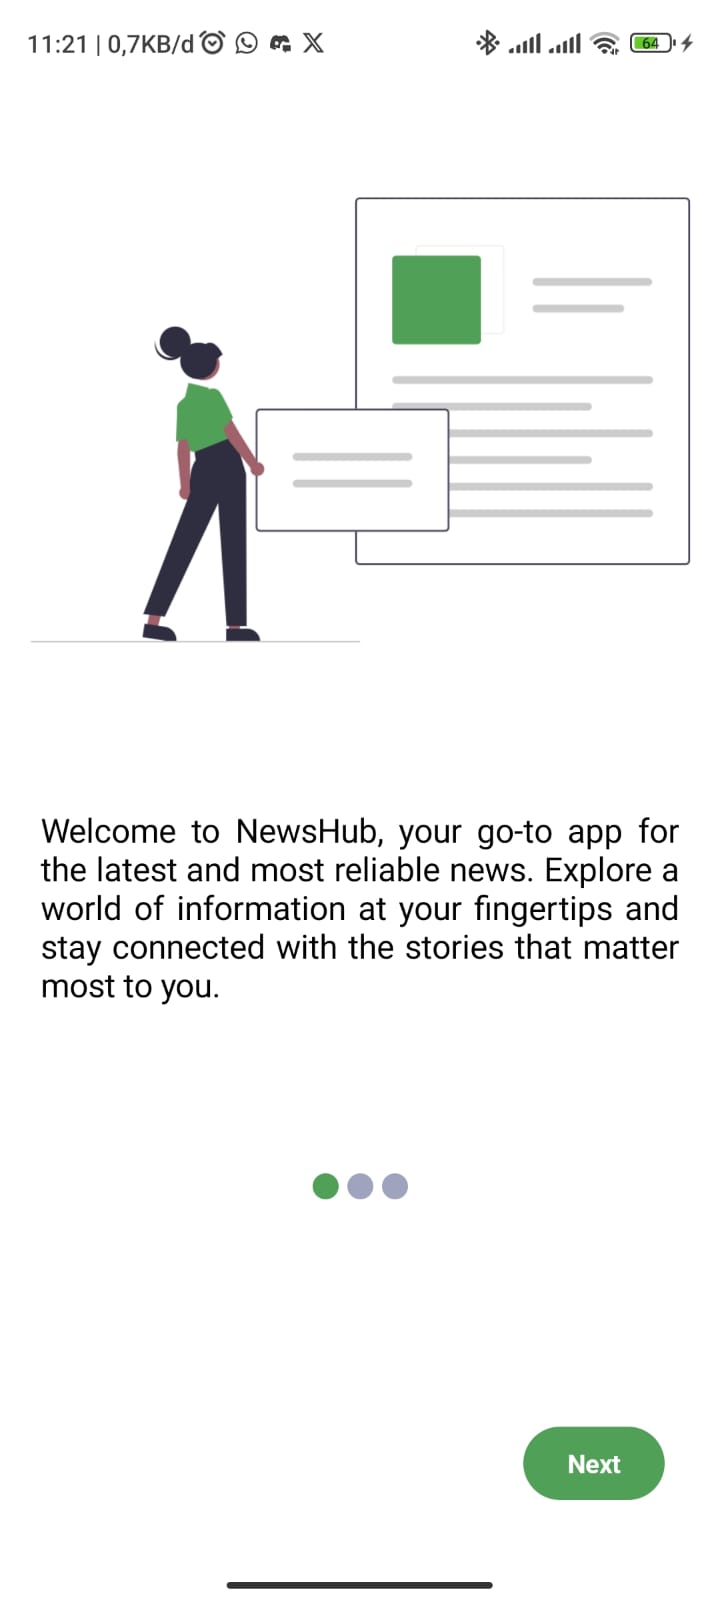 11:21 | 0,7KB/d
64
Welcome to NewsHub, your go-to app for
the latest and most reliable news. Explore a
world of information at your fingertips and
stay connected with the stories that matter
most to you.
Next